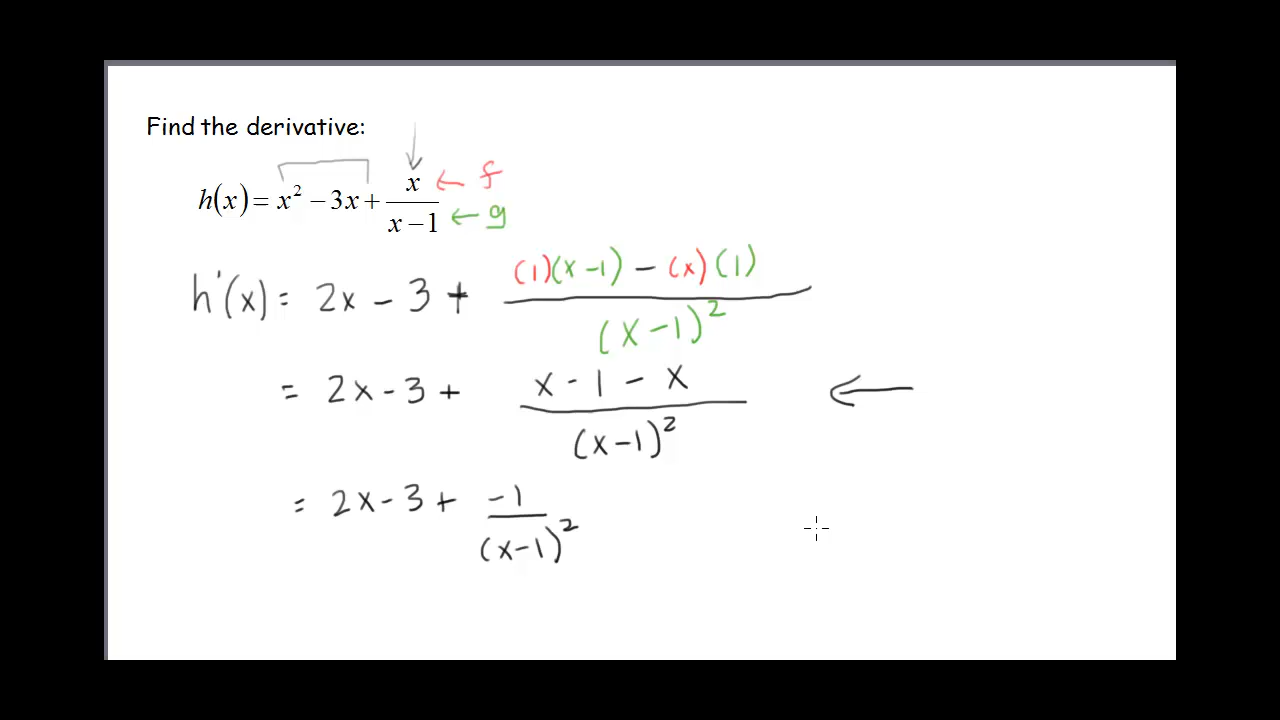 Find the derivative:
h(x) = x² − 3x + x/(x − 1) ← f ← g
h'(x) = 2x − 3 + ((1)(x − 1) − (x)(1))/(x − 1)²
= 2x − 3 + (x − 1 − x)/(x − 1)² ←
= 2x − 3 + −1/(x − 1)²